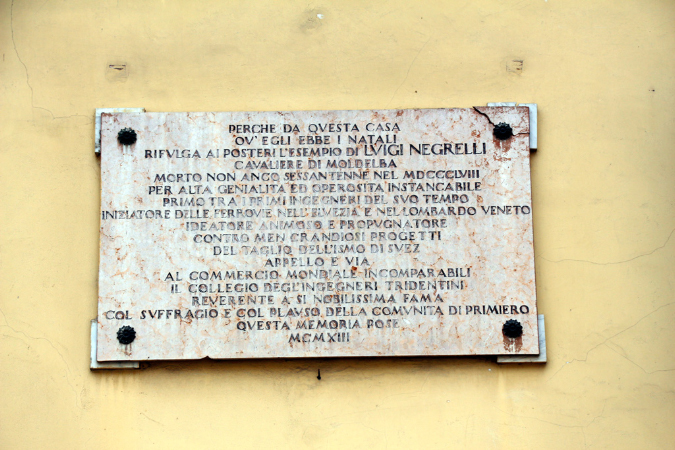 PERCHE DA QVESTA CASA
OV' EGLI EBBE I NATALI
RIFVLGA AI POSTERI L'ESEMPIO DI LVIGI NEGRELLI
CAVALIERE DI MOLDELBA
MORTO NON ANCO SESSANTENNE NEL MDCCCLVIII
PER ALTA GENIALITÀ ED OPEROSITÀ INSTANCABILE
PRIMO TRA I PRIMI INGEGNERI DEL SVO TEMPO
INIZIATORE DELLE FERROVIE NELL'ELVEZIA E NEL LOMBARDO VENETO
IDEATORE ANIMOSO E PROPVGNATORE
CONTRO MEN GRANDIOSI PROGETTI
DEL TAGLIO DELL'ISMO DI SVEZ
APPELLO E VIA
AL COMMERCIO MONDIALE INCOMPARABILI
IL COLLEGIO DEGL'INGEGNERI TRIDENTINI
REVERENTE A SI NOBILISSIMA FAMA
COL SVFFRAGIO E COL PLAVSO DELLA COMVNITÀ DI PRIMIERO
QVESTA MEMORIA POSE
MCMXIII